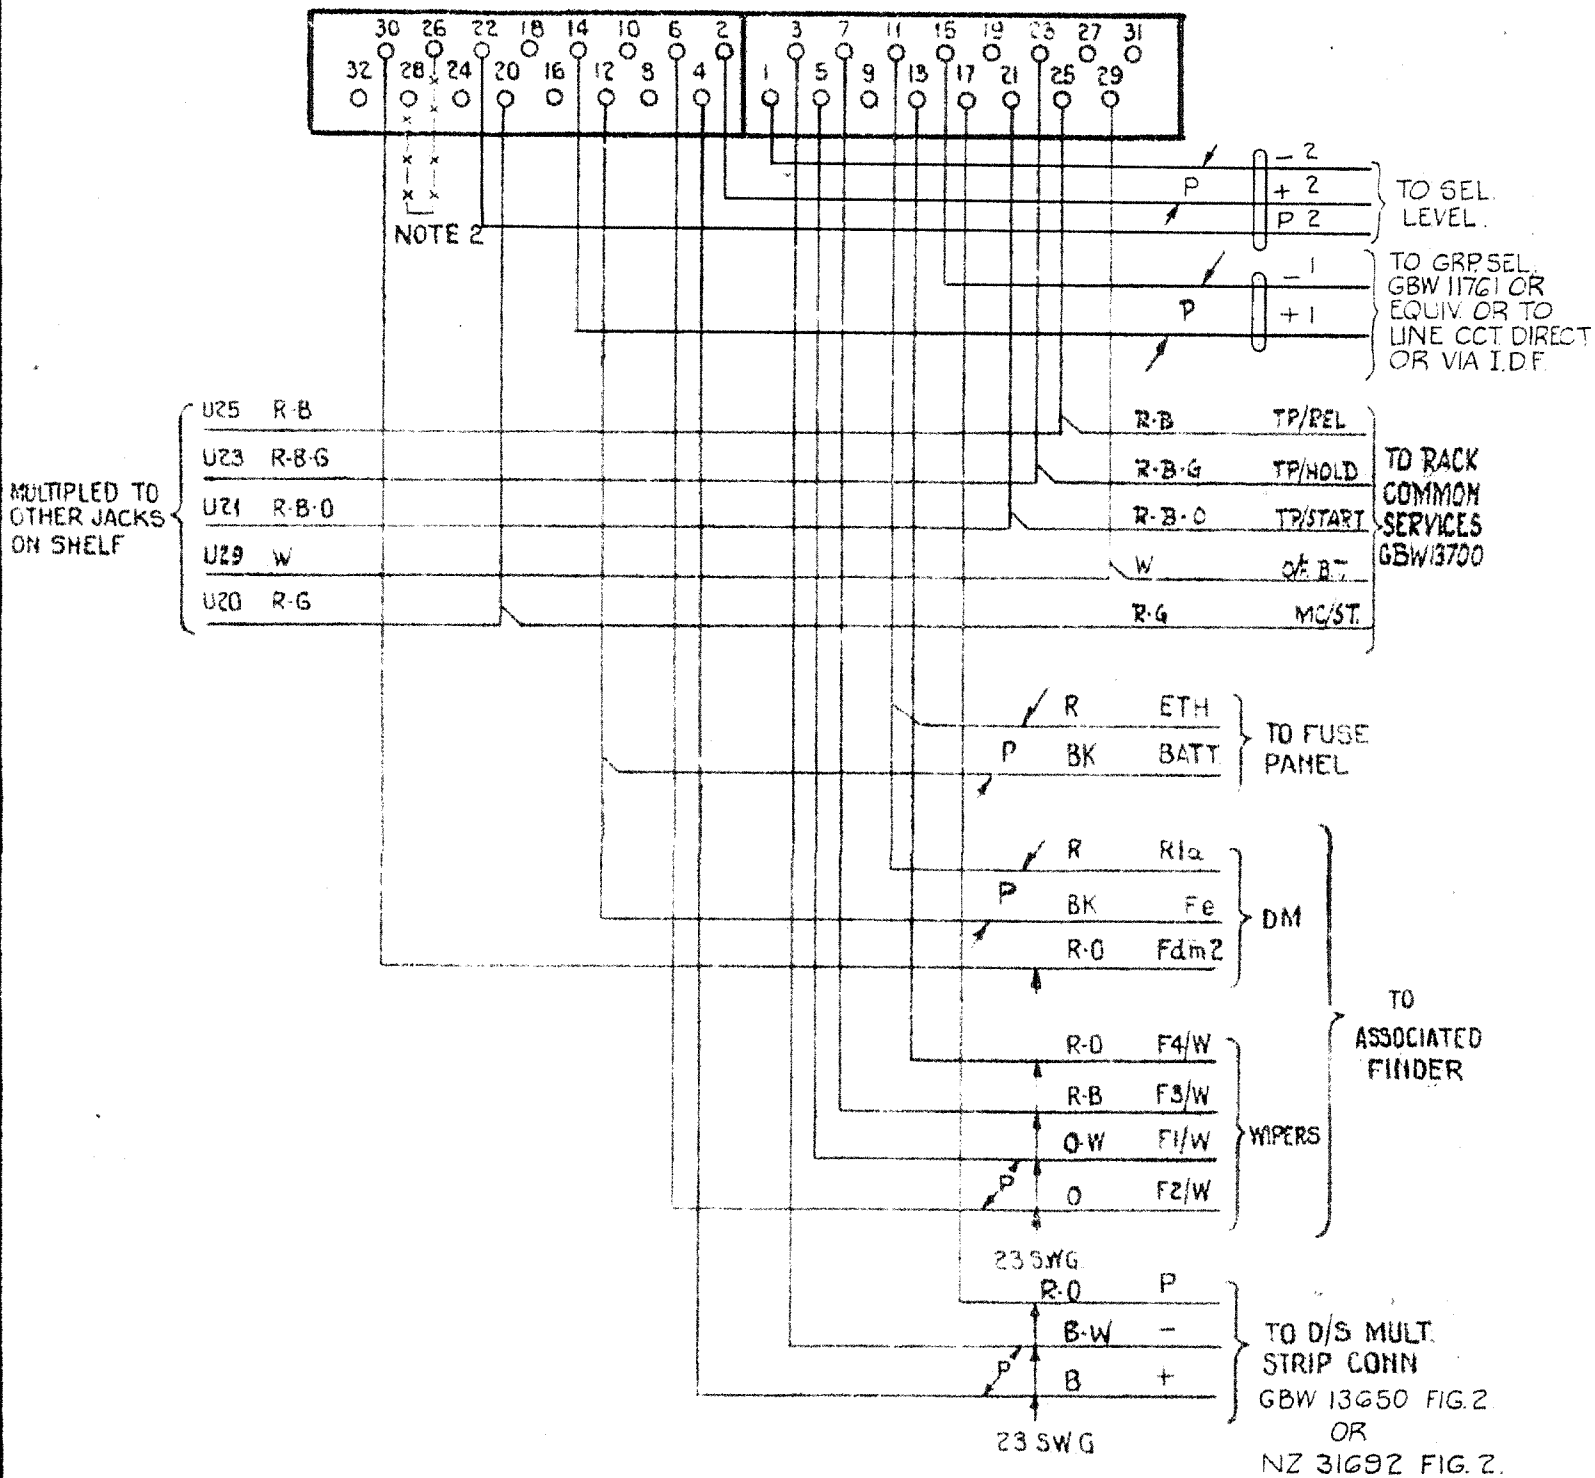 30 26 22 18 14 10 6 2 3 7 11 15 19 23 27 31
32 28 24 20 16 12 8 4 1 5 9 13 17 21 25 29
NOTE 2
P
- 2
+ 2
P 2
TO SEL.
LEVEL.
P
- 1
+ 1
TO GRP. SEL.
GBW 11761 OR
EQUIV. OR TO
LINE CCT. DIRECT
OR VIA I.D.F.
MULTIPLED TO
OTHER JACKS
ON SHELF
U25 R-B
U23 R-B-G
U21 R-B-O
U29 W
U20 R-G
R-B TP/REL
R-B-G TP/HOLD
R-B-O TP/START
W O/F. BT.
R-G MC/ST.
TO RACK
COMMON
SERVICES
GBW13700
R ETH
P BK BATT.
TO FUSE
PANEL
R R1a
P BK Fe
R-O Fdm2
DM
R-O F4/W
R-B F3/W
O-W F1/W
P O F2/W
WIPERS
TO
ASSOCIATED
FINDER
23 SWG
R-O P
B-W -
P B +
23 SWG
TO D/S MULT.
STRIP CONN
GBW 13650 FIG. 2.
OR
NZ 31692 FIG. 2.